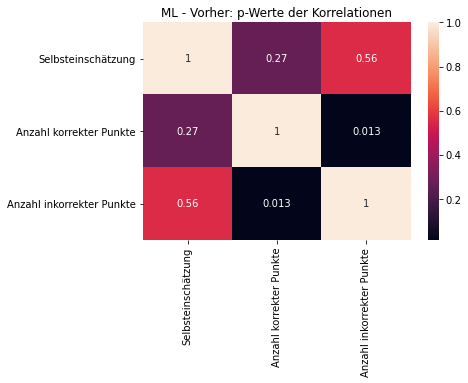 ML - Vorher: p-Werte der Korrelationen
Selbsteinschätzung
Anzahl korrekter Punkte
Anzahl inkorrekter Punkte
1 0.27 0.56
0.27 1 0.013
0.56 0.013 1
Selbsteinschätzung
Anzahl korrekter Punkte
Anzahl inkorrekter Punkte
1.0
0.8
0.6
0.4
0.2